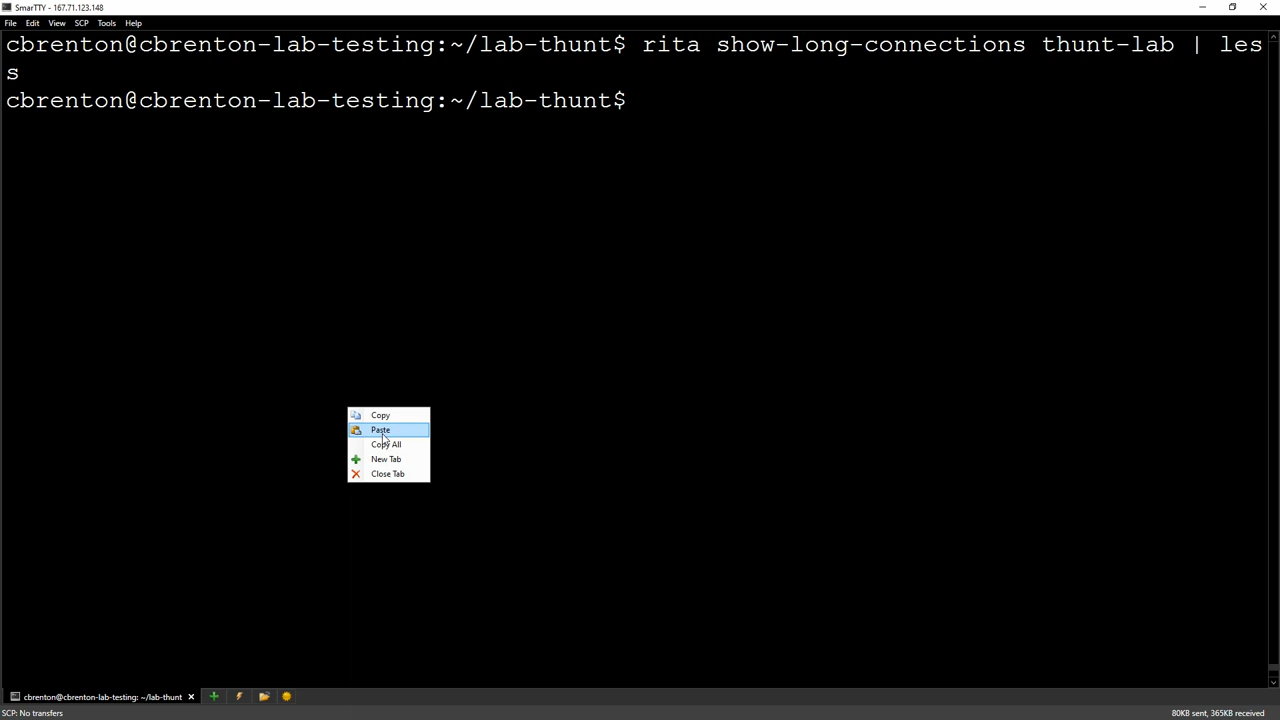 SmarTTY - 167.71.123.148
File Edit View SCP Tools Help
cbrenton@cbrenton-lab-testing:~/lab-thunt$ rita show-long-connections thunt-lab | les
s
cbrenton@cbrenton-lab-testing:~/lab-thunt$
Copy
Paste
Copy All
New Tab
Close Tab
cbrenton@cbrenton-lab-testing: ~/lab-thunt
SCP: No transfers 80KB sent, 365KB received